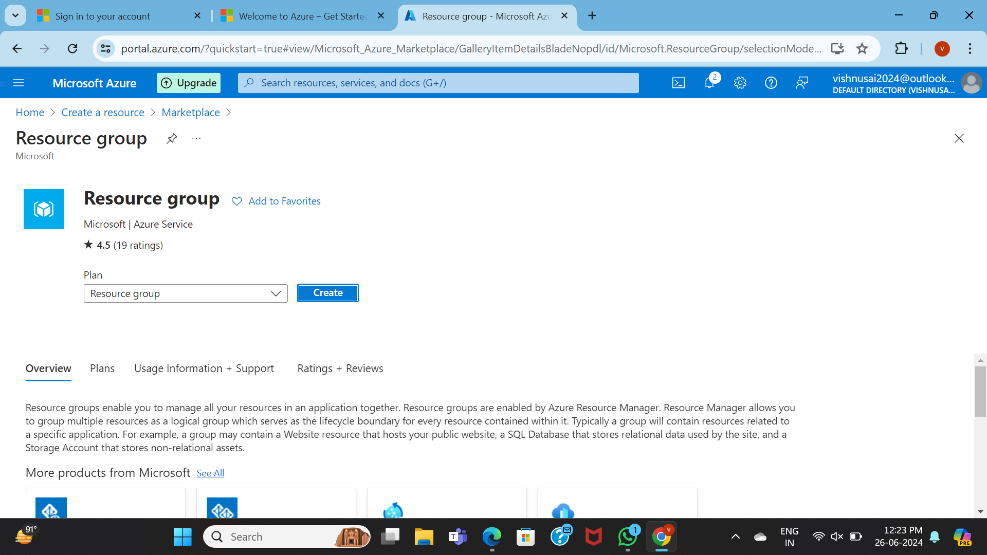 Sign in to your account
Welcome to Azure – Get Started
Resource group - Microsoft Azu
portal.azure.com/?quickstart=true#view/Microsoft_Azure_Marketplace/GalleryItemDetailsBladeNopdl/id/Microsoft.ResourceGroup/selectionMode...
v
Microsoft Azure
Upgrade
Search resources, services, and docs (G+/)
2
vishnusai2024@outlook....
DEFAULT DIRECTORY (VISHNUSA...
Home > Create a resource > Marketplace >
Resource group
...
Microsoft
Resource group
Add to Favorites
Microsoft | Azure Service
★ 4.5 (19 ratings)
Plan
Resource group
Create
Overview
Plans
Usage Information + Support
Ratings + Reviews
Resource groups enable you to manage all your resources in an application together. Resource groups are enabled by Azure Resource Manager. Resource Manager allows you
to group multiple resources as a logical group which serves as the lifecycle boundary for every resource contained within it. Typically a group will contain resources related to
a specific application. For example, a group may contain a Website resource that hosts your public website, a SQL Database that stores relational data used by the site, and a
Storage Account that stores non-relational assets.
More products from Microsoft See All
91°
Search
1
v
ENG
IN
12:23 PM
26-06-2024
PRE